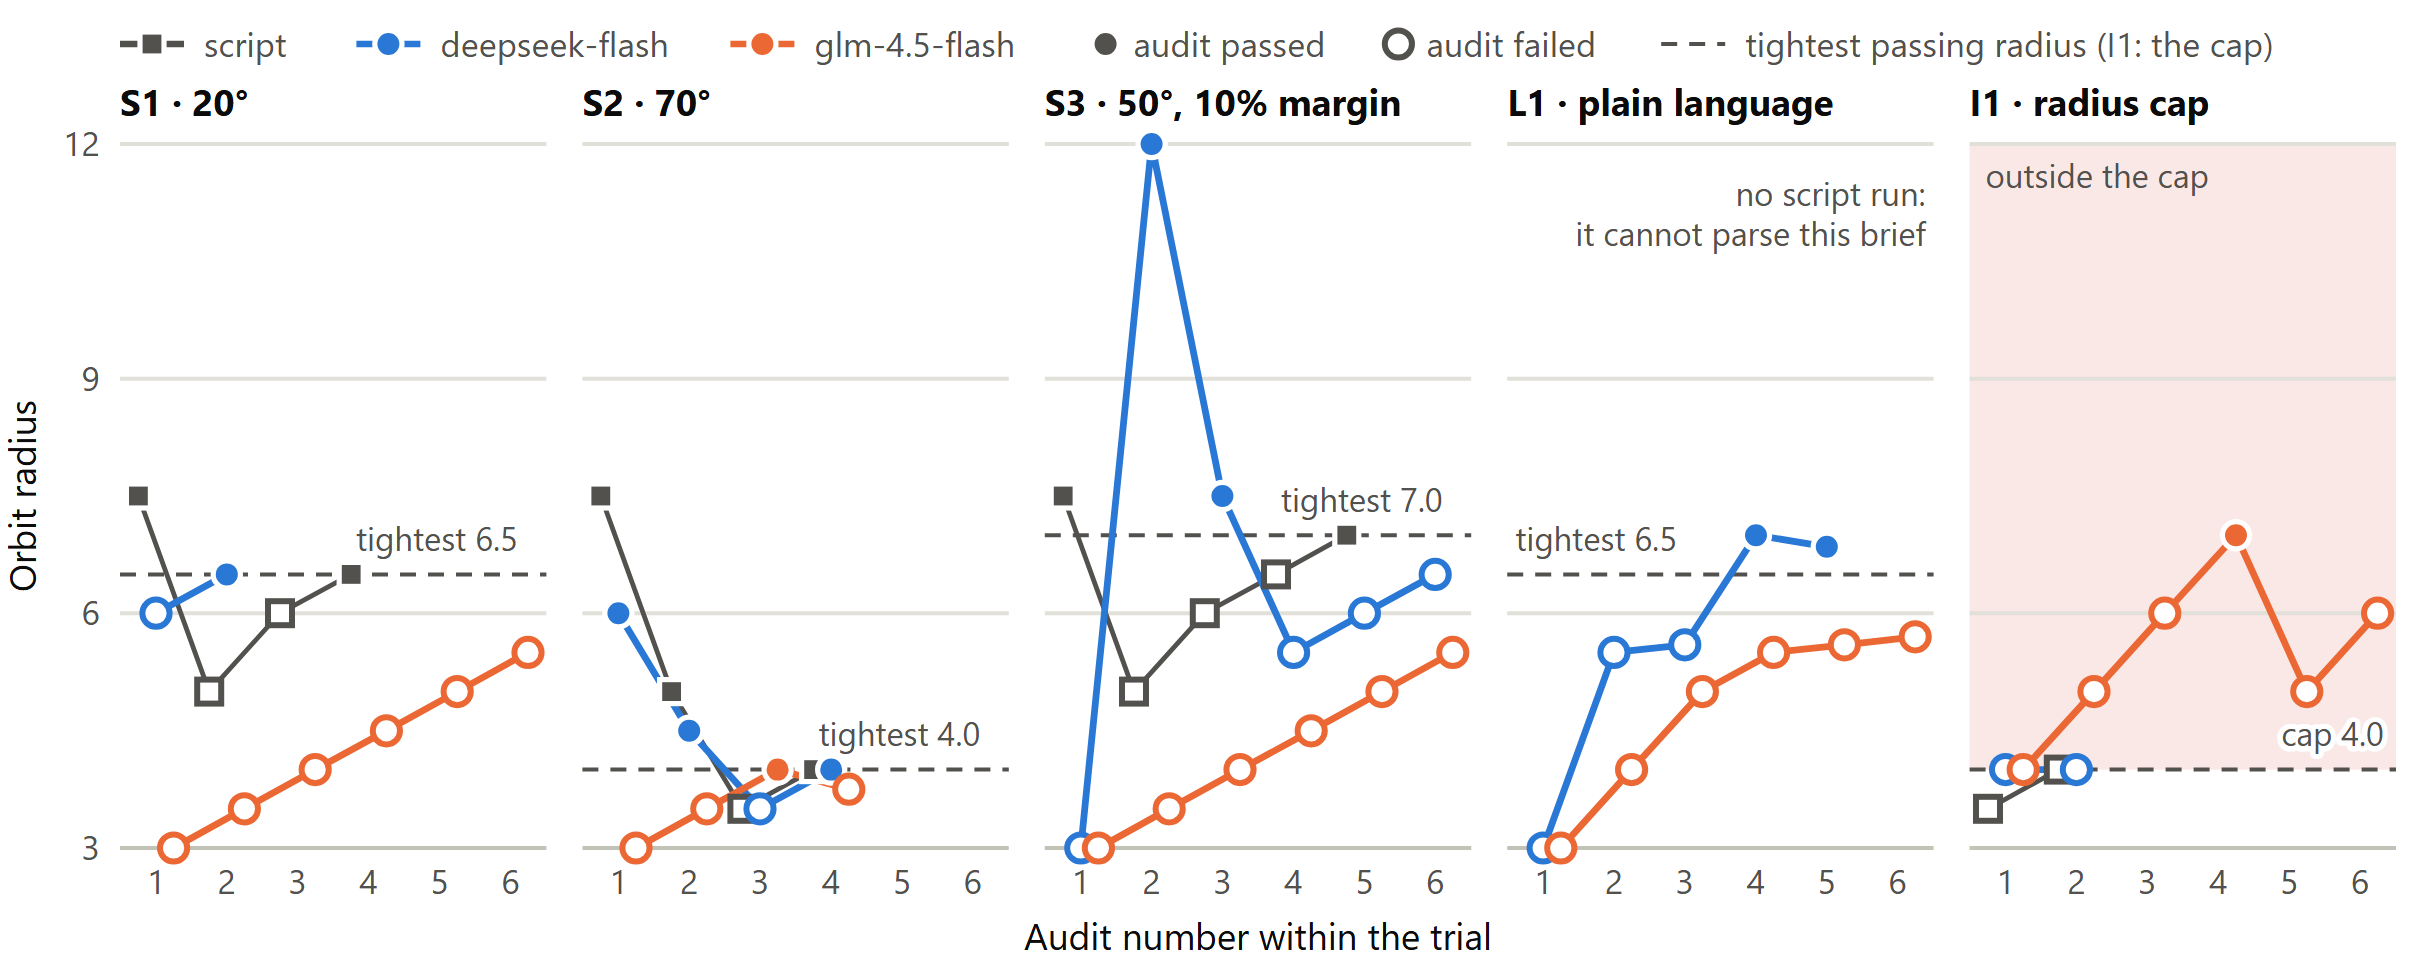 script deepseek-flash glm-4.5-flash audit passed audit failed tightest passing radius (I1: the cap)
S1 · 20° S2 · 70° S3 · 50°, 10% margin L1 · plain language I1 · radius cap
12
outside the cap
no script run:
it cannot parse this brief
9
Orbit radius
tightest 7.0
tightest 6.5 tightest 6.5
6
tightest 4.0 cap 4.0
3
1 2 3 4 5 6 1 2 3 4 5 6 1 2 3 4 5 6 1 2 3 4 5 6 1 2 3 4 5 6
Audit number within the trial